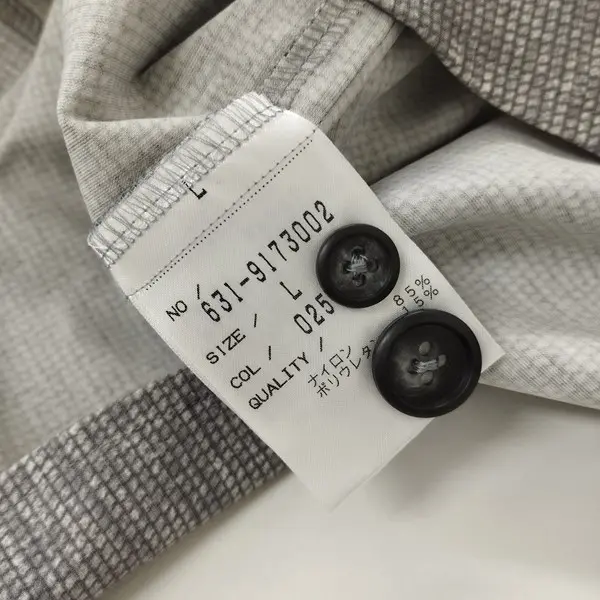 L
NO / 631-9173002
SIZE / L
COL / 025
QUALITY /
ナイロン 85%
ポリウレタン 15%